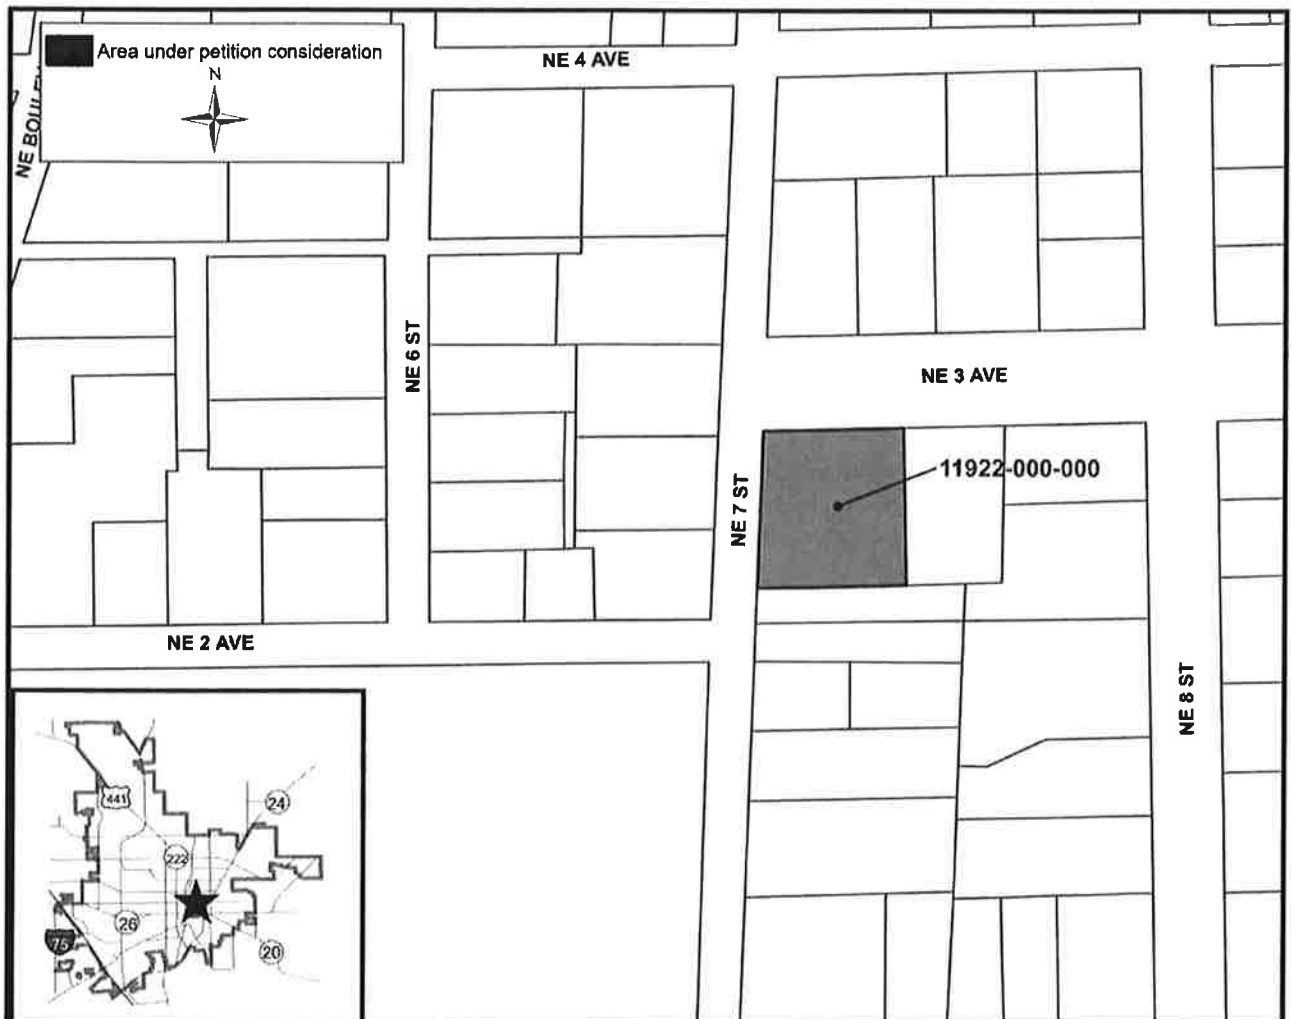 Area under petition consideration
N
NE 4 AVE
NE 6 ST
NE 3 AVE
11922-000-000
NE 7 ST
NE 2 AVE
NE 8 ST
441
24
222
26
75
20